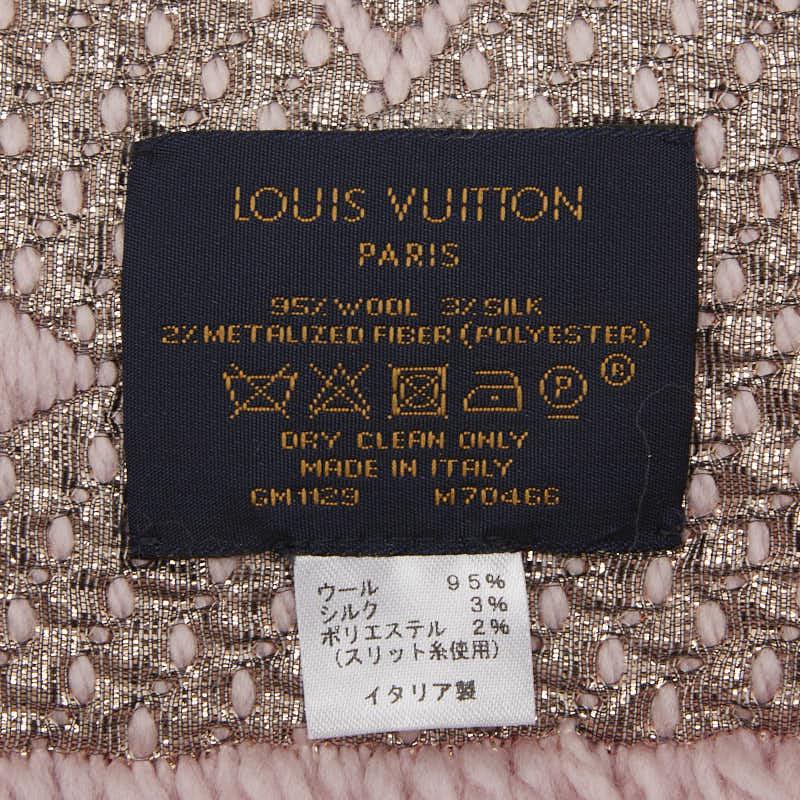 LOUIS VUITTON
PARIS
95% WOOL 3% SILK
2% METALIZED FIBER (POLYESTER)
P ®
DRY CLEAN ONLY
MADE IN ITALY
GM1129 M70466
ウール 95%
シルク 3%
ポリエステル 2%
(スリット糸使用)
イタリア製